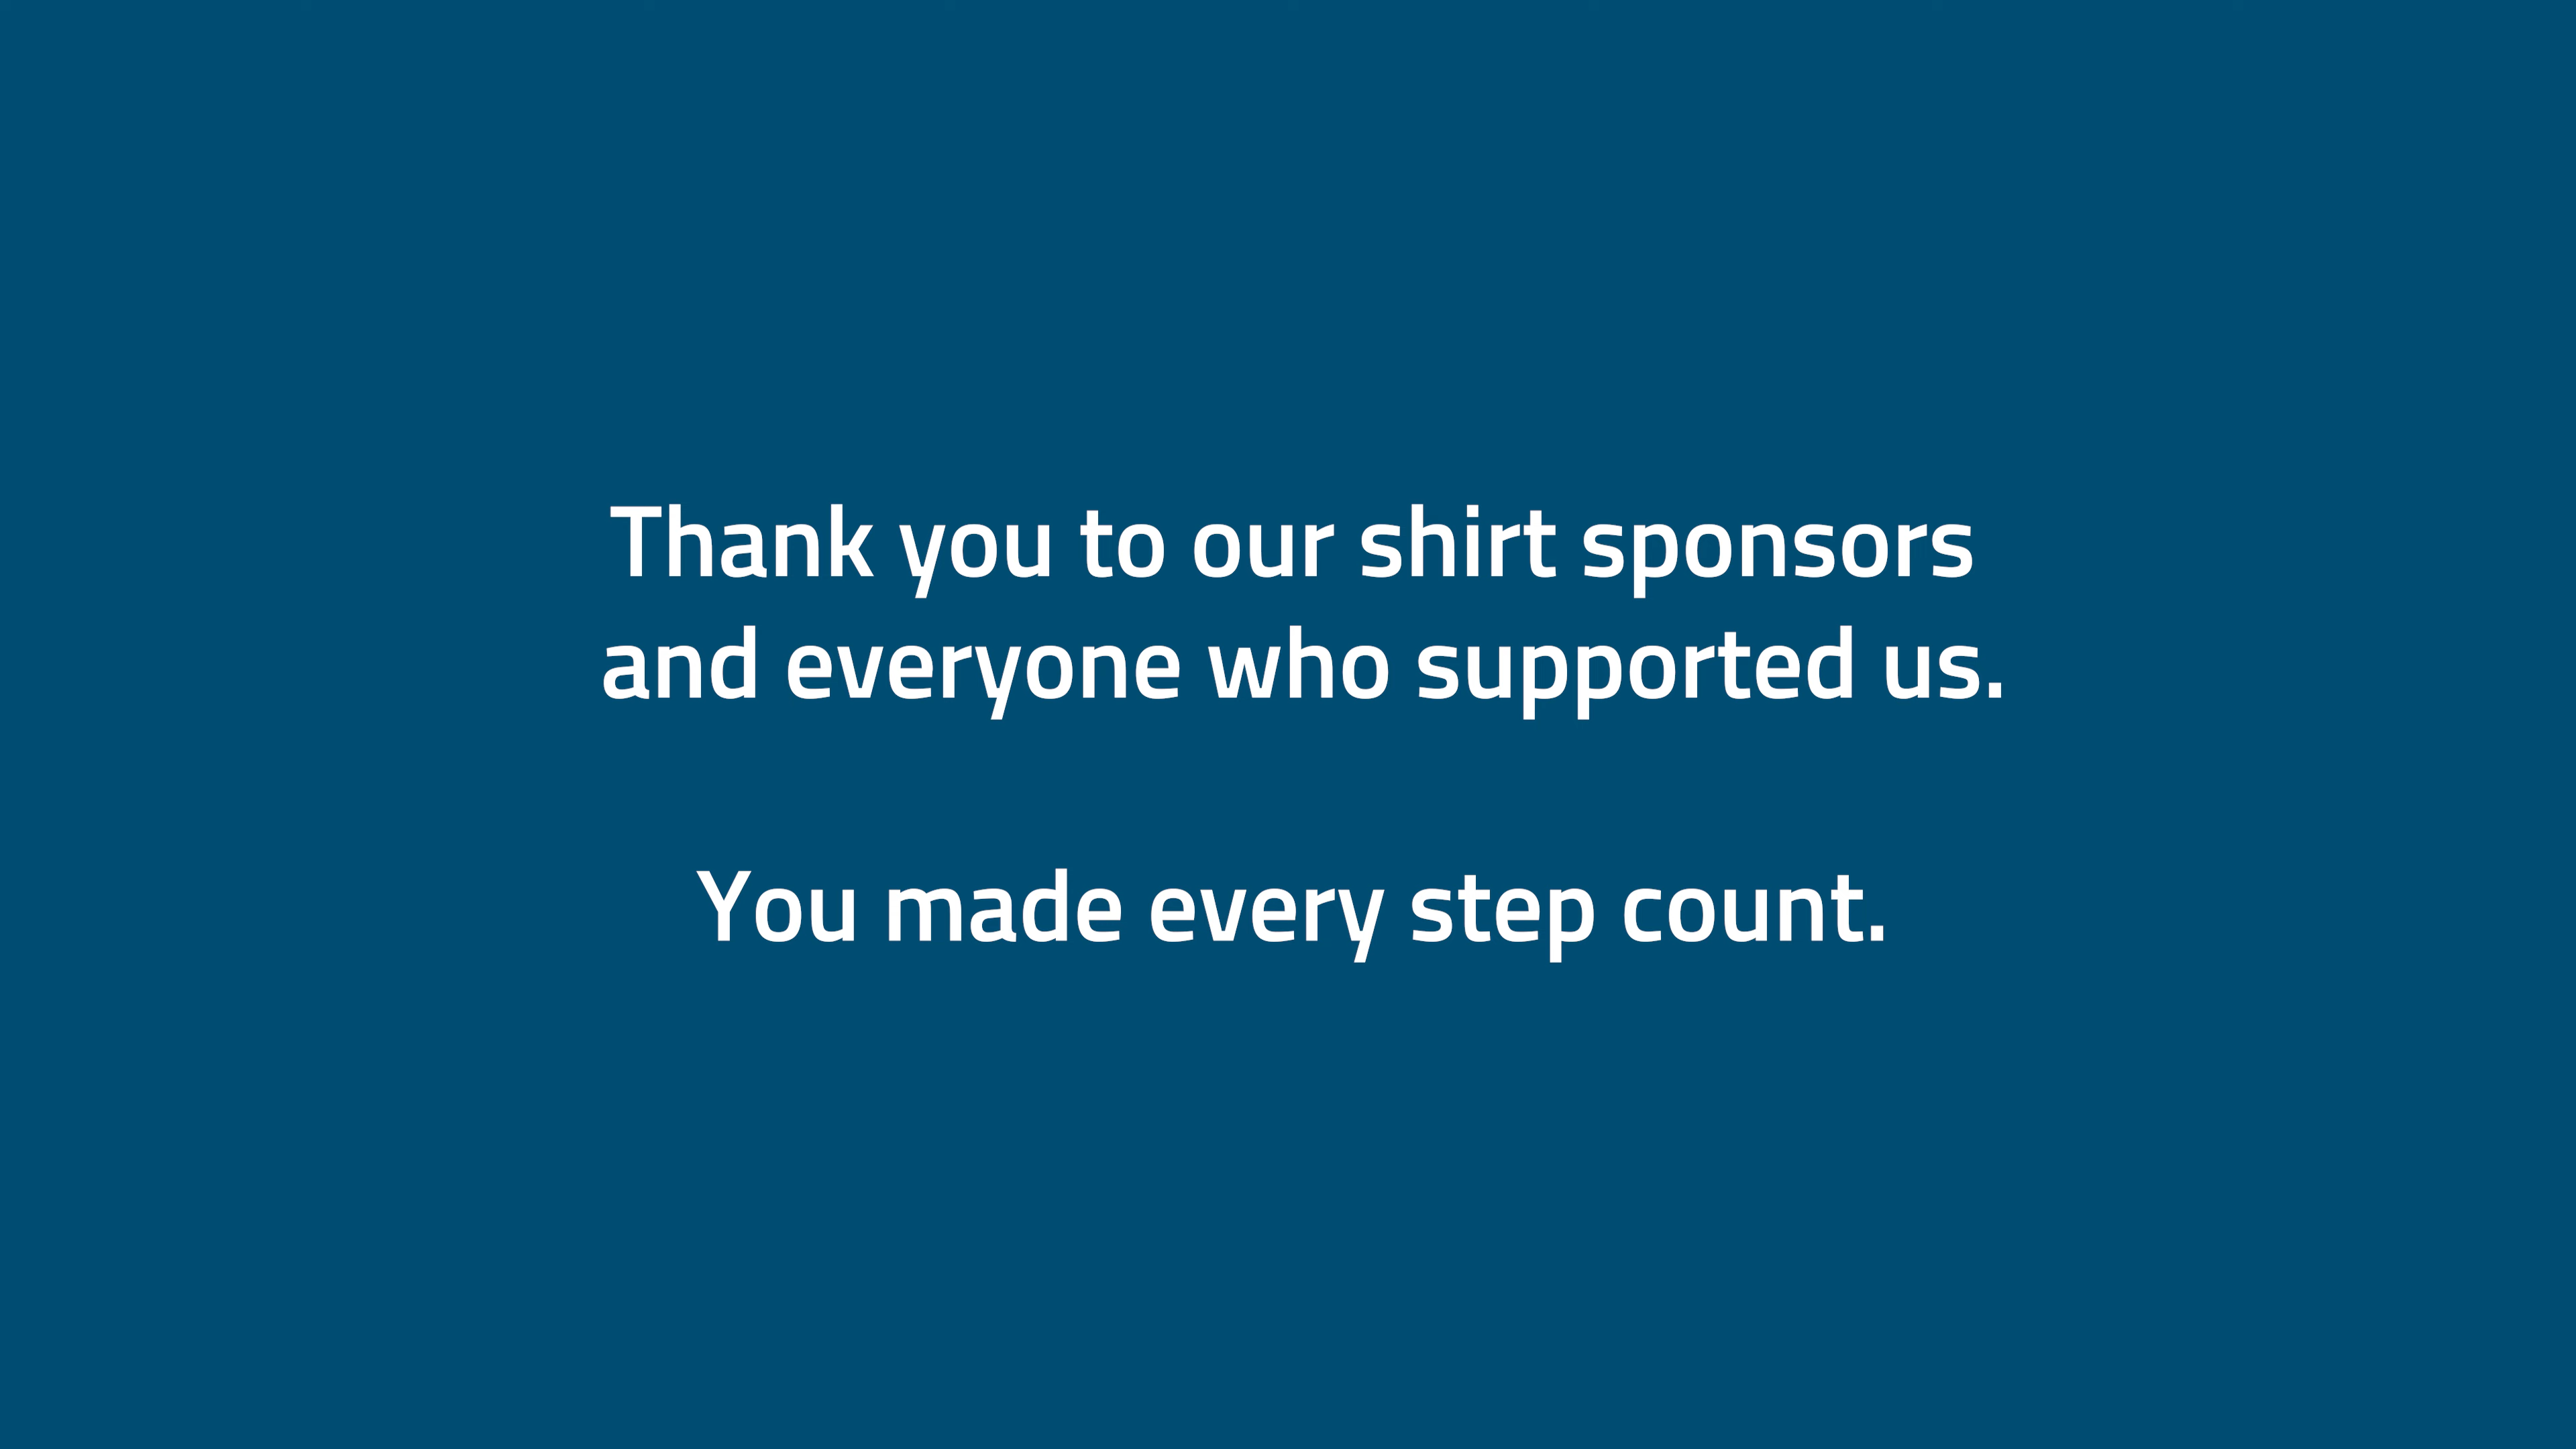 Thank you to our shirt sponsors
and everyone who supported us.
You made every step count.